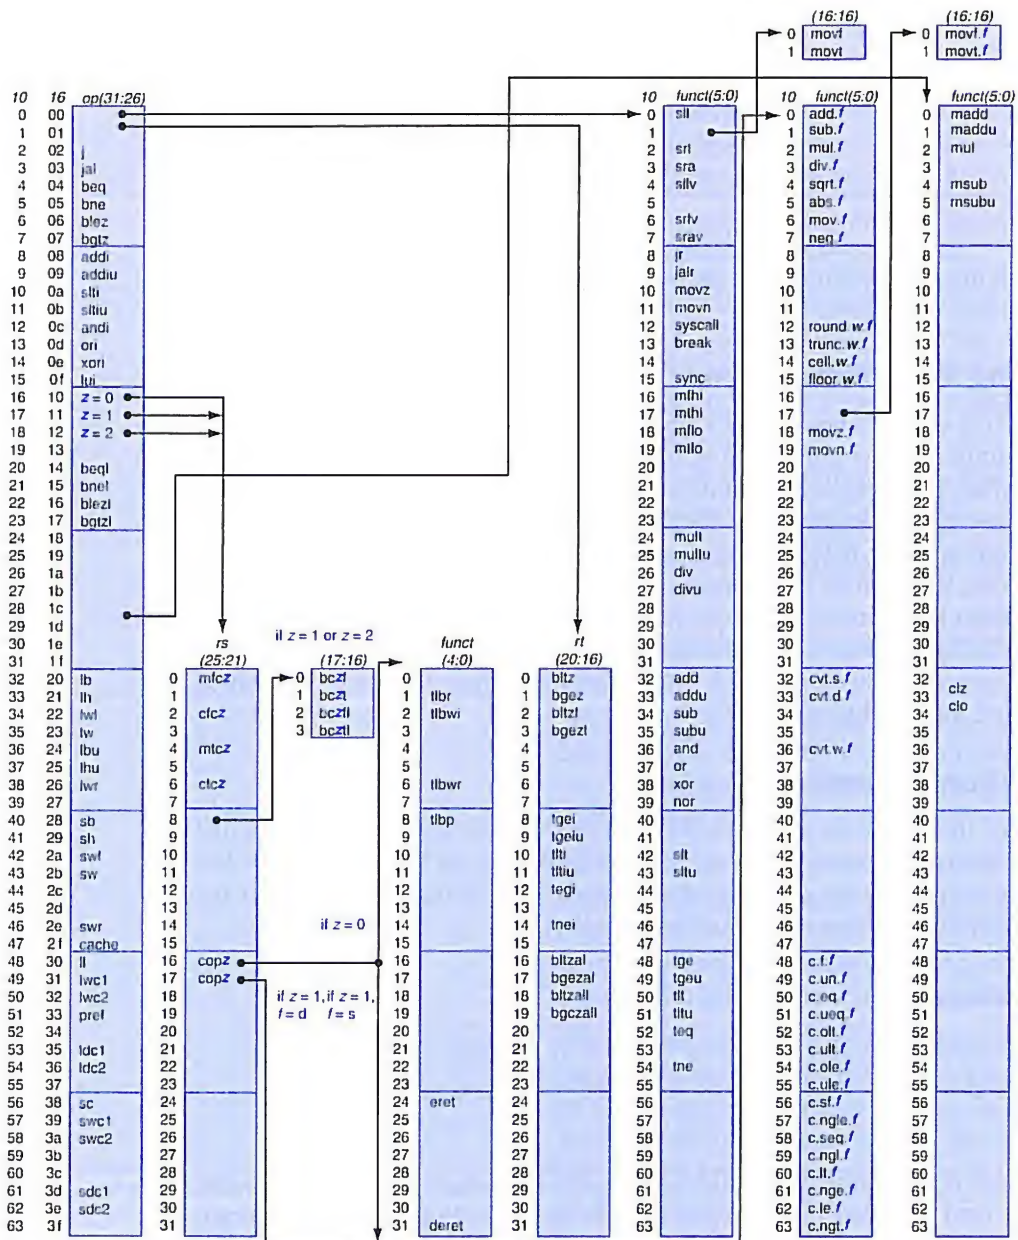 (16:16)
0 movf
1 movt
(16:16)
0 movf.f
1 movt.f
10 16 op(31:26)
0 00
1 01
2 02 j
3 03 jal
4 04 beq
5 05 bne
6 06 blez
7 07 bgtz
8 08 addi
9 09 addiu
10 0a slti
11 0b sltiu
12 0c andi
13 0d ori
14 0e xori
15 0f lui
16 10 z = 0
17 11 z = 1
18 12 z = 2
19 13
20 14 beql
21 15 bnel
22 16 blezl
23 17 bgtzl
24 18
25 19
26 1a
27 1b
28 1c
29 1d
30 1e
31 1f
32 20 lb
33 21 lh
34 22 lwl
35 23 lw
36 24 lbu
37 25 lhu
38 26 lwr
39 27
40 28 sb
41 29 sh
42 2a swl
43 2b sw
44 2c
45 2d
46 2e swr
47 2f cache
48 30 ll
49 31 lwc1
50 32 lwc2
51 33 pref
52 34
53 35 ldc1
54 36 ldc2
55 37
56 38 sc
57 39 swc1
58 3a swc2
59 3b
60 3c
61 3d sdc1
62 3e sdc2
63 3f
rs
(25:21)
0 mfcz
1
2 cfcz
3
4 mtcz
5
6 ctcz
7
8
9
10
11
12
13
14
15
16 copz
17 copz
18
19
20
21
22
23
24
25
26
27
28
29
30
31
if z = 1 or z = 2
(17:16)
0 bczf
1 bczt
2 bczfl
3 bcztl
if z = 0
if z = 1, if z = 1,
f = d f = s
funct
(4:0)
0
1 tlbr
2 tlbwi
3
4
5
6 tlbwr
7
8 tlbp
9
10
11
12
13
14
15
16
17
18
19
20
21
22
23
24 eret
25
26
27
28
29
30
31 deret
rt
(20:16)
0 bltz
1 bgez
2 bltzl
3 bgezl
4
5
6
7
8 tgei
9 tgeiu
10 tlti
11 tltiu
12 tegi
13
14 tnei
15
16 bltzal
17 bgezal
18 bltzall
19 bgczall
20
21
22
23
24
25
26
27
28
29
30
31
10 funct(5:0)
0 sll
1
2 srl
3 sra
4 sllv
6 srlv
7 srav
8 jr
9 jalr
10 movz
11 movn
12 syscall
13 break
14
15 sync
16 mfhi
17 mthi
18 mflo
19 mtlo
20
21
22
23
24 mult
25 multu
26 div
27 divu
28
29
30
31
32 add
33 addu
34 sub
35 subu
36 and
37 or
38 xor
39 nor
40
41
42 slt
43 sltu
44
45
46
47
48 tge
49 tgeu
50 tlt
51 tltu
52 teq
53
54 tne
55
56
57
58
59
60
61
62
63
10 funct(5:0)
0 add.f
1 sub.f
2 mul.f
3 div.f
4 sqrt.f
5 abs.f
6 mov.f
7 neg.f
8
9
10
11
12 round.w.f
13 trunc.w.f
14 ceil.w.f
15 floor.w.f
16
17
18 movz.f
19 movn.f
20
21
22
23
24
25
26
27
28
29
30
31
32 cvt.s.f
33 cvt.d.f
34
35
36 cvt.w.f
37
38
39
40
41
42
43
44
45
46
47
48 c.f.f
49 c.un.f
50 c.eq.f
51 c.ueq.f
52 c.olt.f
53 c.ult.f
54 c.ole.f
55 c.ule.f
56 c.sf.f
57 c.ngle.f
58 c.seq.f
59 c.ngl.f
60 c.lt.f
61 c.nge.f
62 c.le.f
63 c.ngt.f
funct(5:0)
0 madd
1 maddu
2 mul
3
4 msub
5 msubu
6
7
8
9
10
11
12
13
14
15
16
17
18
19
20
21
22
23
24
25
26
27
28
29
30
31
32
33 clz
34 clo
35
36
37
38
39
40
41
42
43
44
45
46
47
48
49
50
51
52
53
54
55
56
57
58
59
60
61
62
63